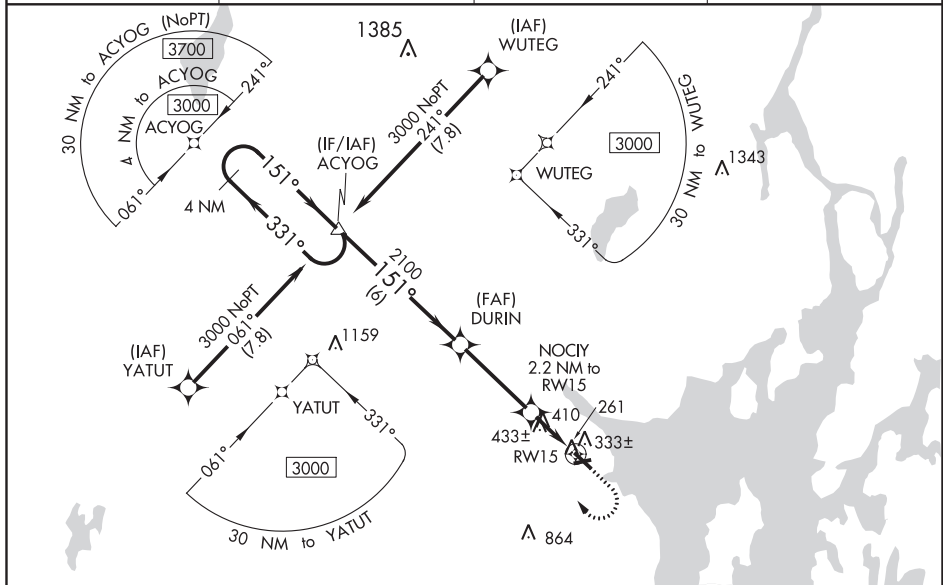 30 NM to ACYOG (NoPT)
3700
4 NM to ACYOG
3000
ACYOG
241°
061°
1385
(IAF)
WUTEG
3000 NoPT
241°
(7.8)
(IF/IAF)
ACYOG
151°
4 NM
331°
241°
3000
WUTEG
331°
30 NM to WUTEG
1343
2100
151°
(6)
(FAF)
DURIN
3000 NoPT
061°
(7.8)
(IAF)
YATUT
1159
YATUT
061°
331°
3000
30 NM to YATUT
NOCIY
2.2 NM to
RW15
410
261
433±
333±
RW15
864